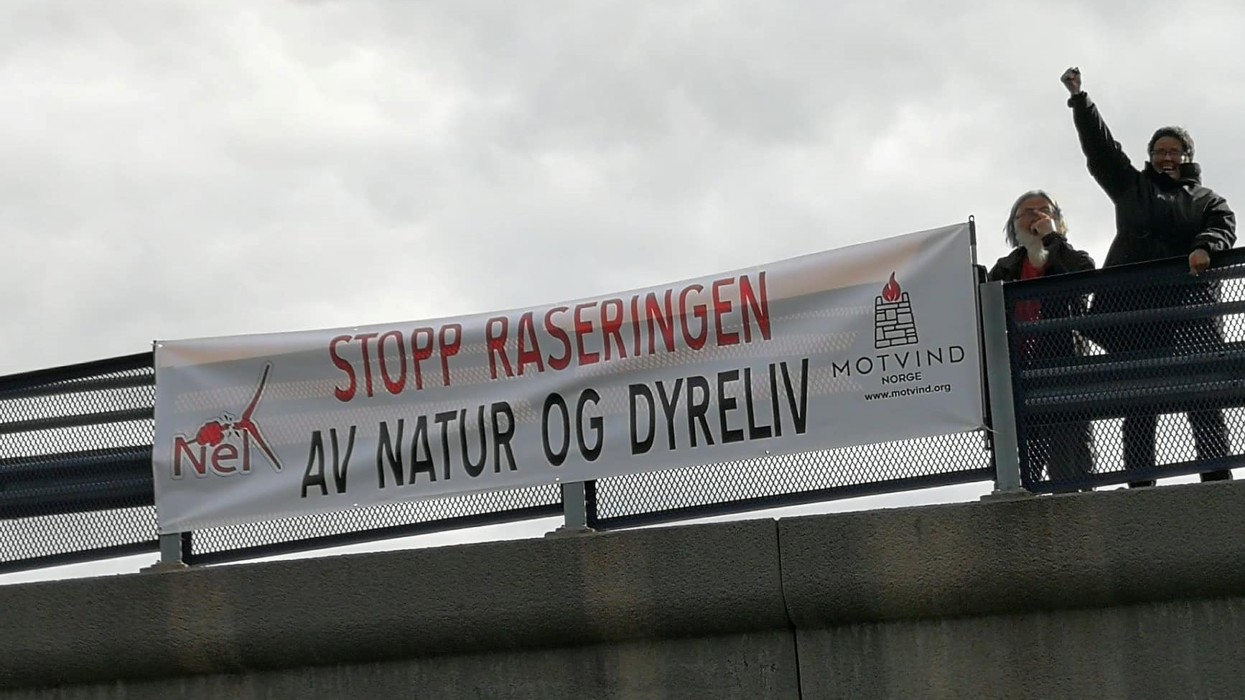 STOPP RASERINGEN
AV NATUR OG DYRELIV
Nei
MOTVIND
NORGE
www.motvind.org